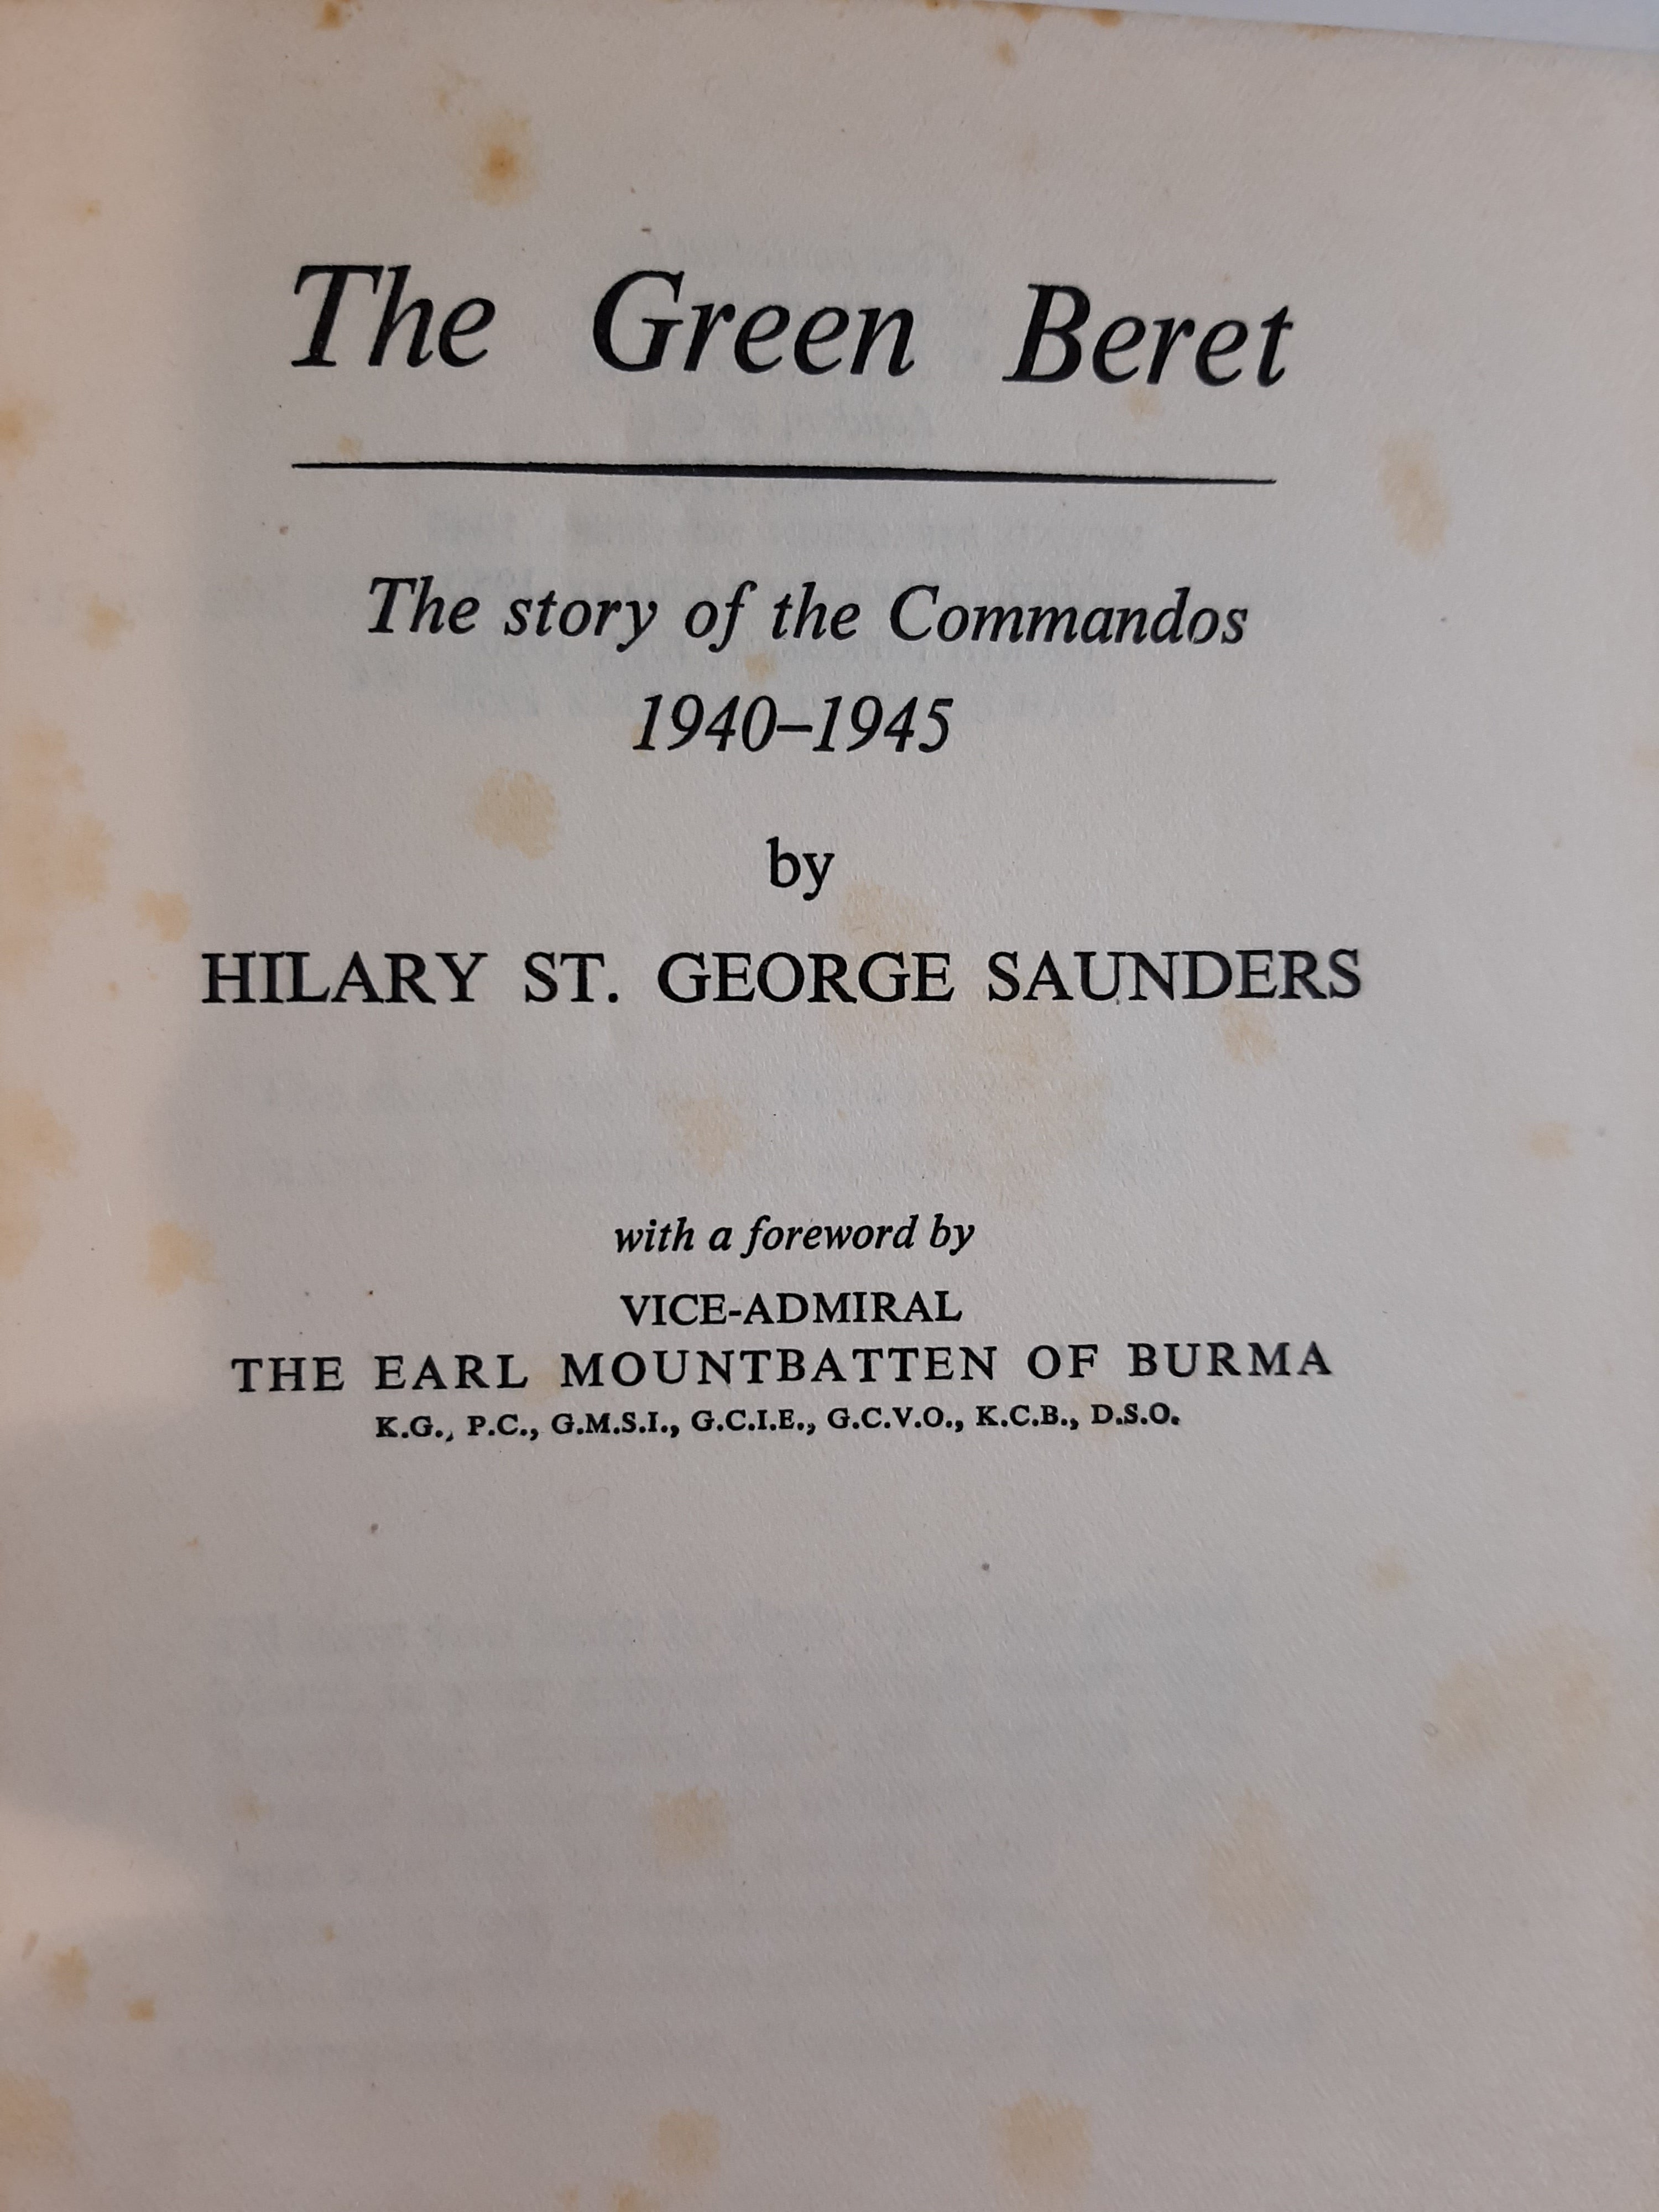 The Green Beret
The story of the Commandos
1940–1945
by
HILARY ST. GEORGE SAUNDERS
with a foreword by
VICE-ADMIRAL
THE EARL MOUNTBATTEN OF BURMA
K.G., P.C., G.M.S.I., G.C.I.E., G.C.V.O., K.C.B., D.S.O.